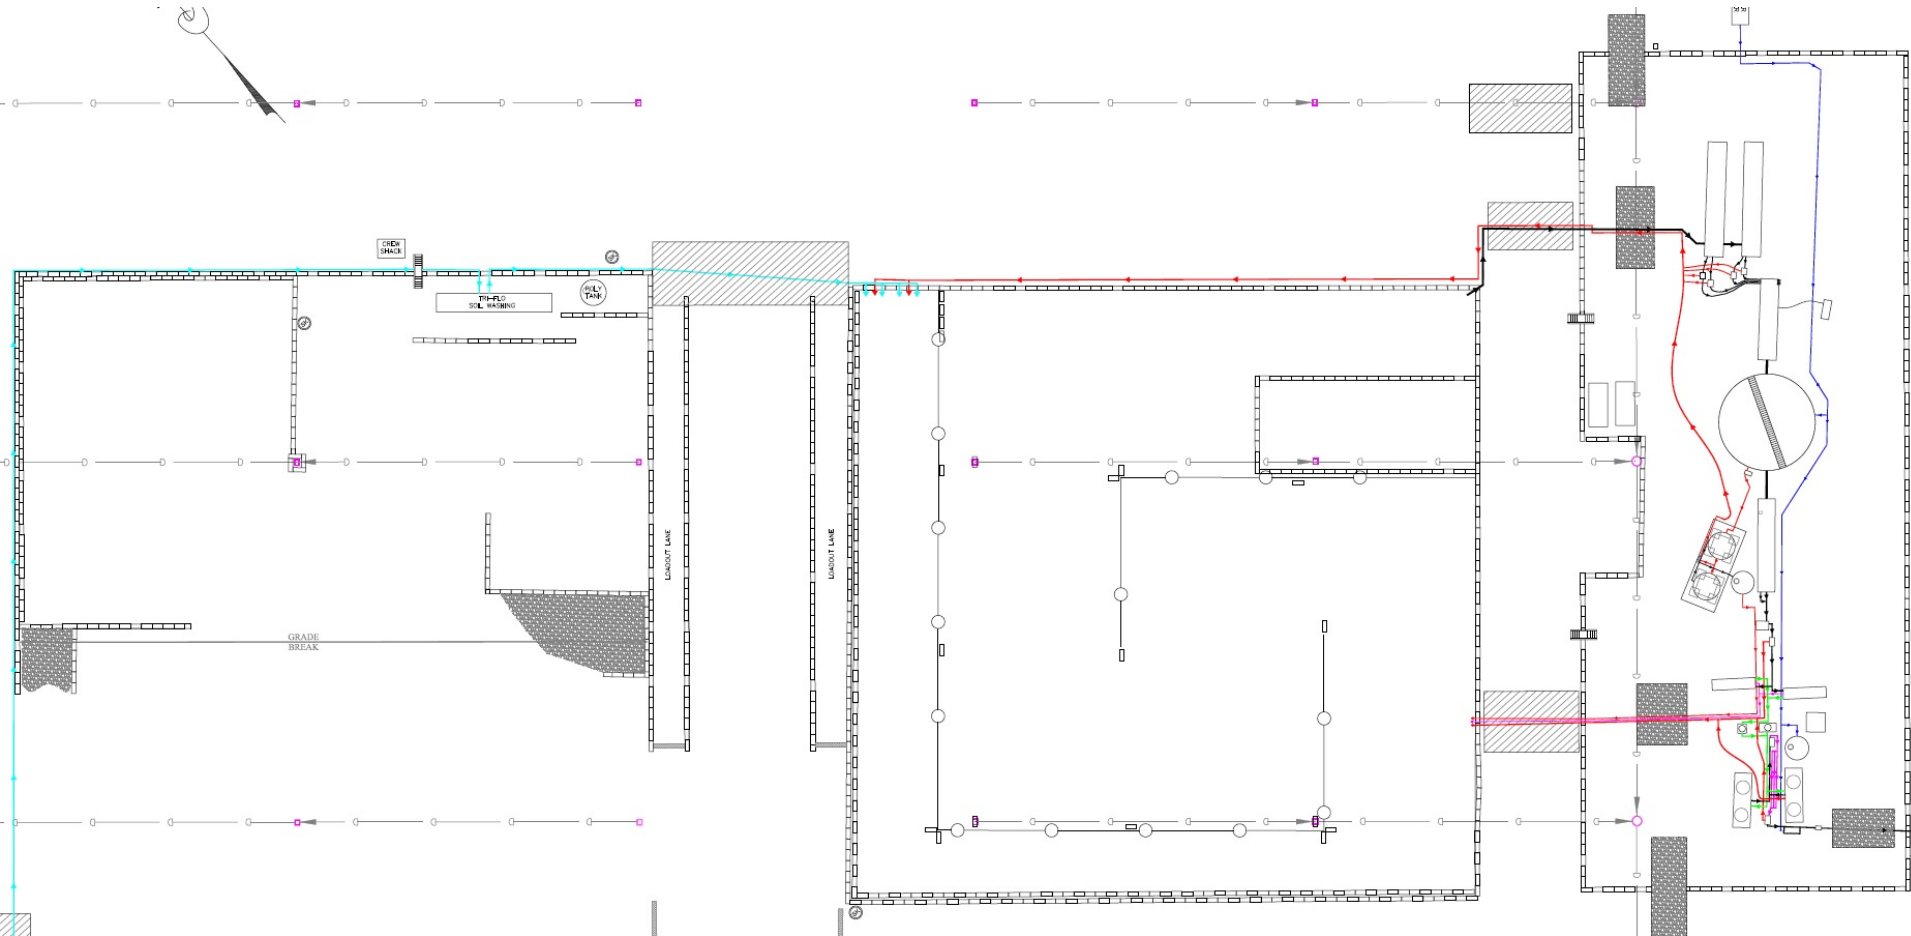 CREW
SHACK
TRI-FLO
SOIL WASHING
POLY
TANK
LOADOUT LANE
LOADOUT LANE
GRADE
BREAK